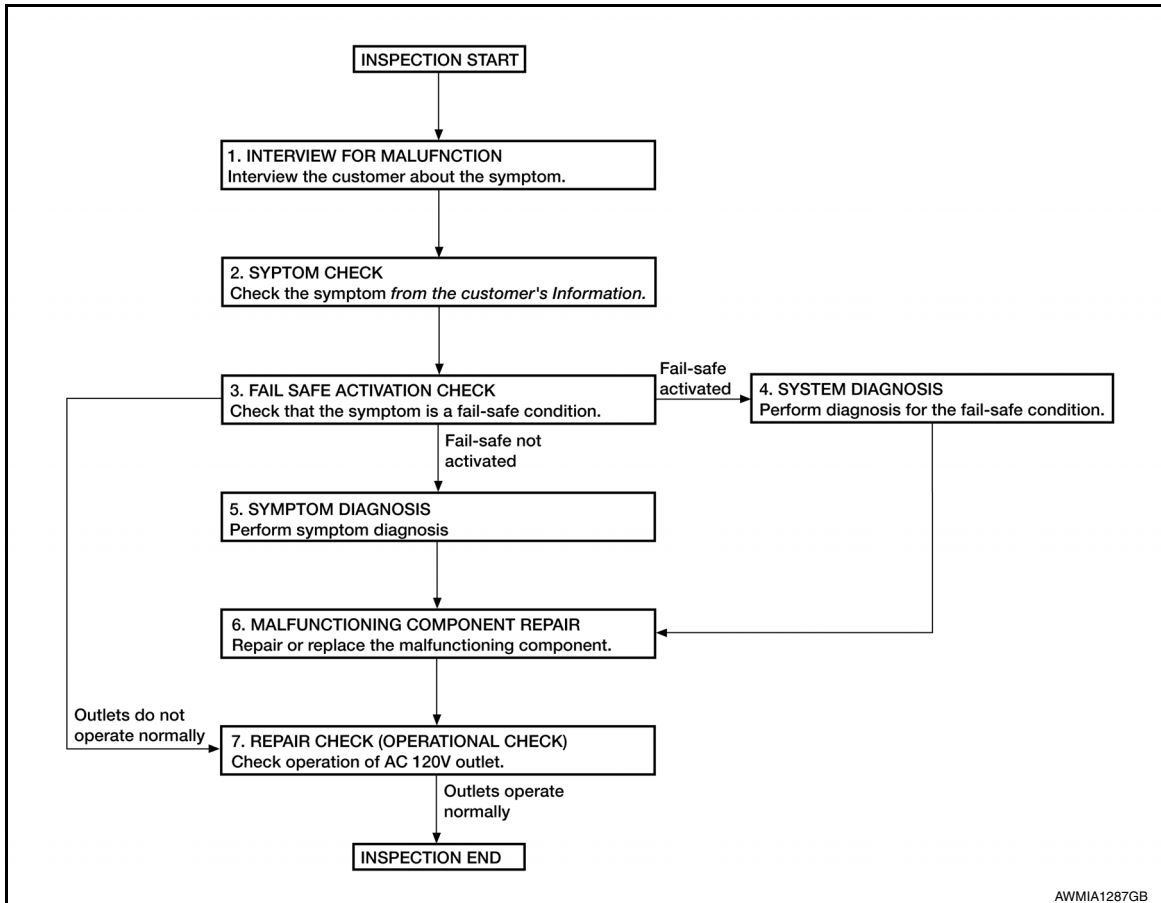 INSPECTION START
1. INTERVIEW FOR MALUFNCTION
Interview the customer about the symptom.
2. SYPTOM CHECK
Check the symptom from the customer's Information.
3. FAIL SAFE ACTIVATION CHECK
Check that the symptom is a fail-safe condition.
Fail-safe
activated
4. SYSTEM DIAGNOSIS
Perform diagnosis for the fail-safe condition.
Fail-safe not
activated
5. SYMPTOM DIAGNOSIS
Perform symptom diagnosis
6. MALFUNCTIONING COMPONENT REPAIR
Repair or replace the malfunctioning component.
Outlets do not
operate normally
7. REPAIR CHECK (OPERATIONAL CHECK)
Check operation of AC 120V outlet.
Outlets operate
normally
INSPECTION END
AWMIA1287GB